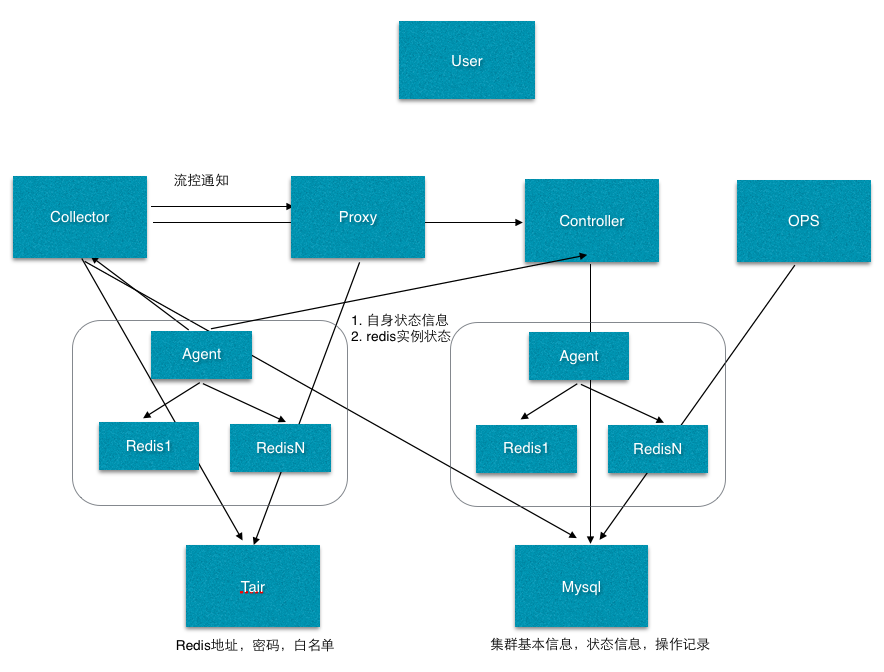 User
流控通知
Collector
Proxy
Controller
OPS
1. 自身状态信息
2. redis实例状态
Agent
Redis1
RedisN
Agent
Redis1
RedisN
Tair
Mysql
Redis地址，密码，白名单
集群基本信息，状态信息，操作记录